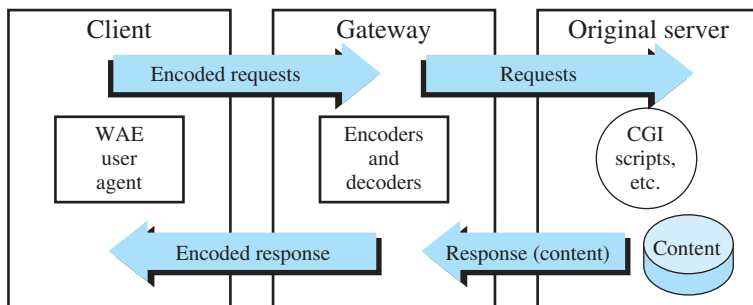 Client
Gateway
Original server
Encoded requests
Requests
WAE
user
agent
Encoders
and
decoders
CGI
scripts,
etc.
Encoded response
Response (content)
Content